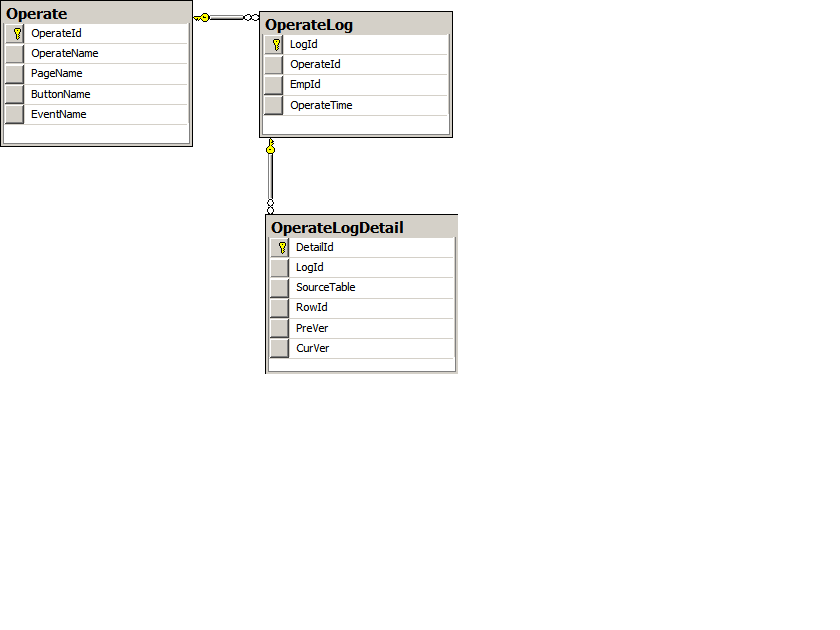 Operate
OperateId
OperateName
PageName
ButtonName
EventName
OperateLog
LogId
OperateId
EmpId
OperateTime
OperateLogDetail
DetailId
LogId
SourceTable
RowId
PreVer
CurVer